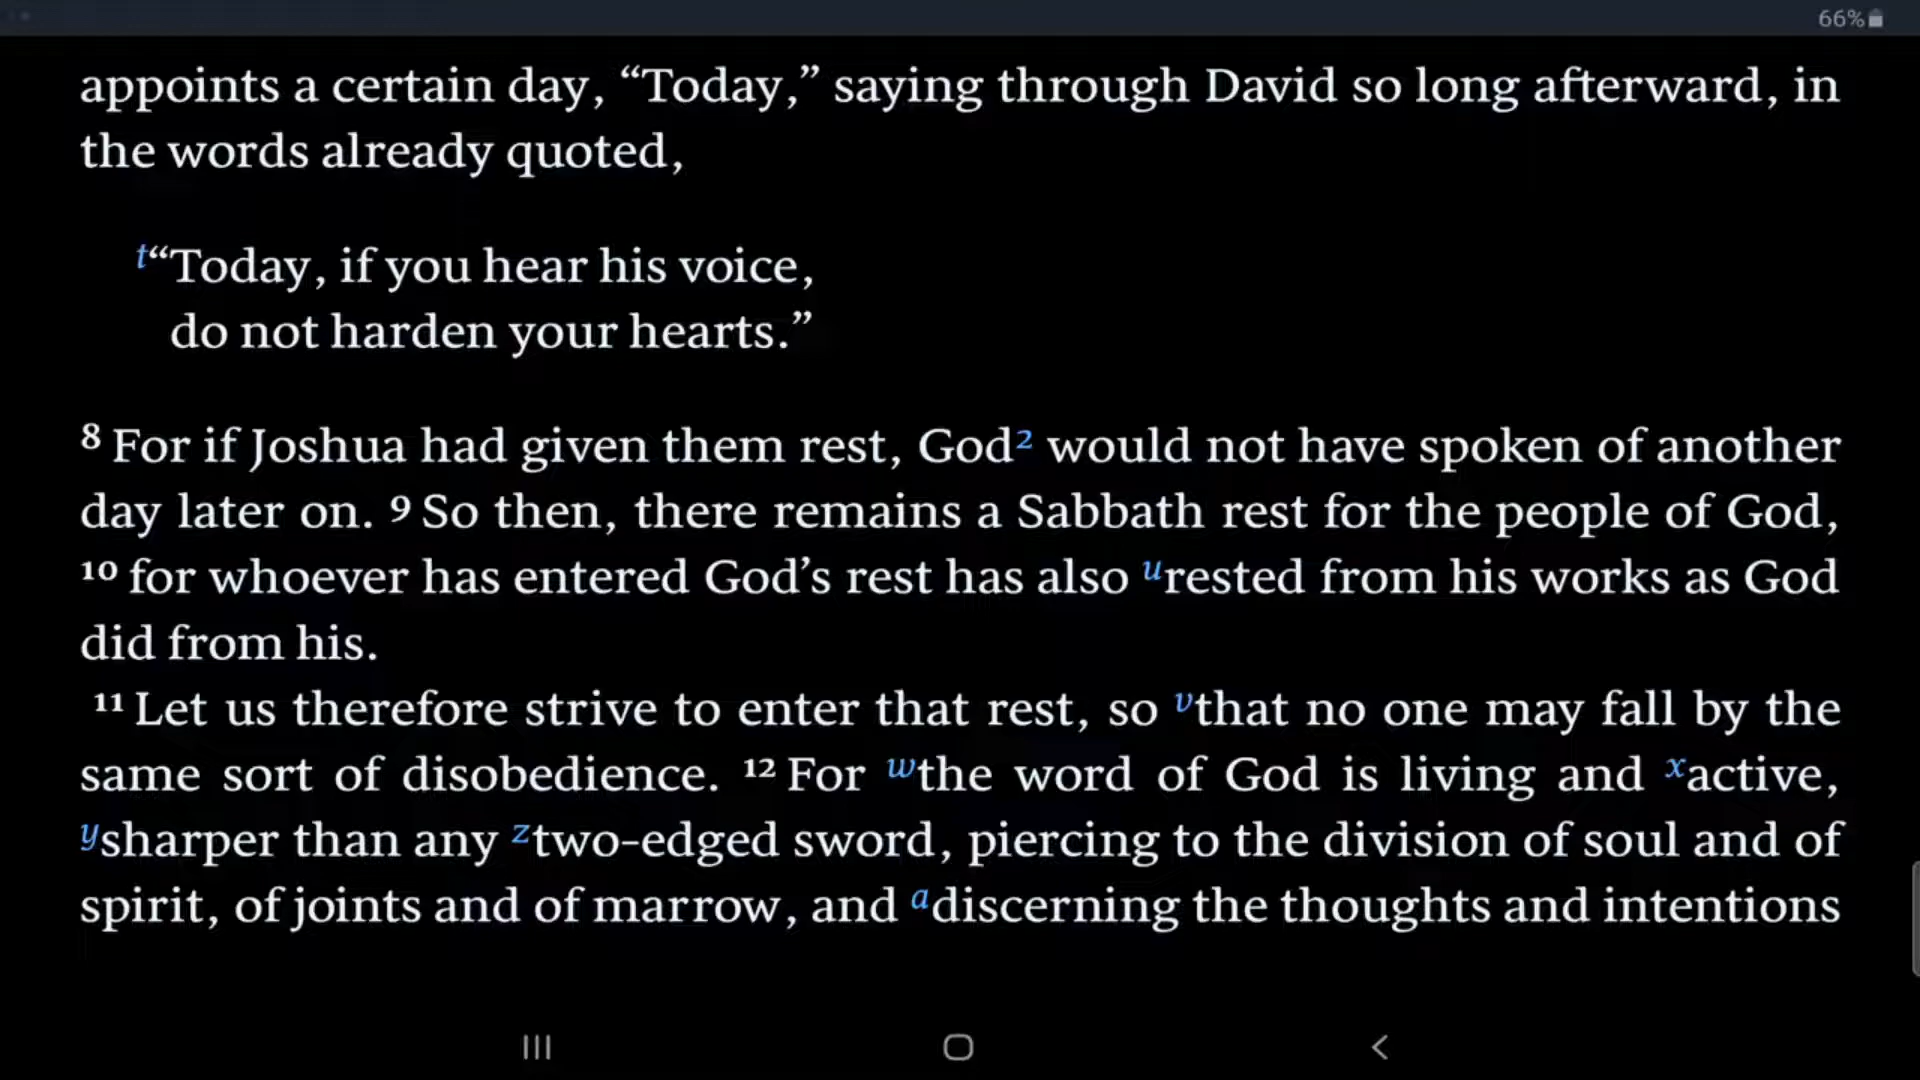 66%
appoints a certain day, “Today,” saying through David so long afterward, in
the words already quoted,
t“Today, if you hear his voice,
do not harden your hearts.”
8 For if Joshua had given them rest, God2 would not have spoken of another
day later on. 9 So then, there remains a Sabbath rest for the people of God,
10 for whoever has entered God’s rest has also urested from his works as God
did from his.
11 Let us therefore strive to enter that rest, so vthat no one may fall by the
same sort of disobedience. 12 For wthe word of God is living and xactive,
ysharper than any ztwo-edged sword, piercing to the division of soul and of
spirit, of joints and of marrow, and adiscerning the thoughts and intentions